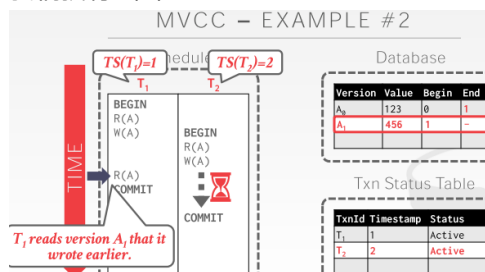 MVCC – EXAMPLE #2
Schedule
TS(T1)=1
TS(T2)=2
T1
T2
BEGIN
R(A)
W(A)
R(A)
COMMIT
BEGIN
R(A)
W(A)
COMMIT
TIME
T1 reads version A1 that it
wrote earlier.
Database
Version Value Begin End
A0 123 0 1
A1 456 1 -
Txn Status Table
TxnId Timestamp Status
T1 1 Active
T2 2 Active